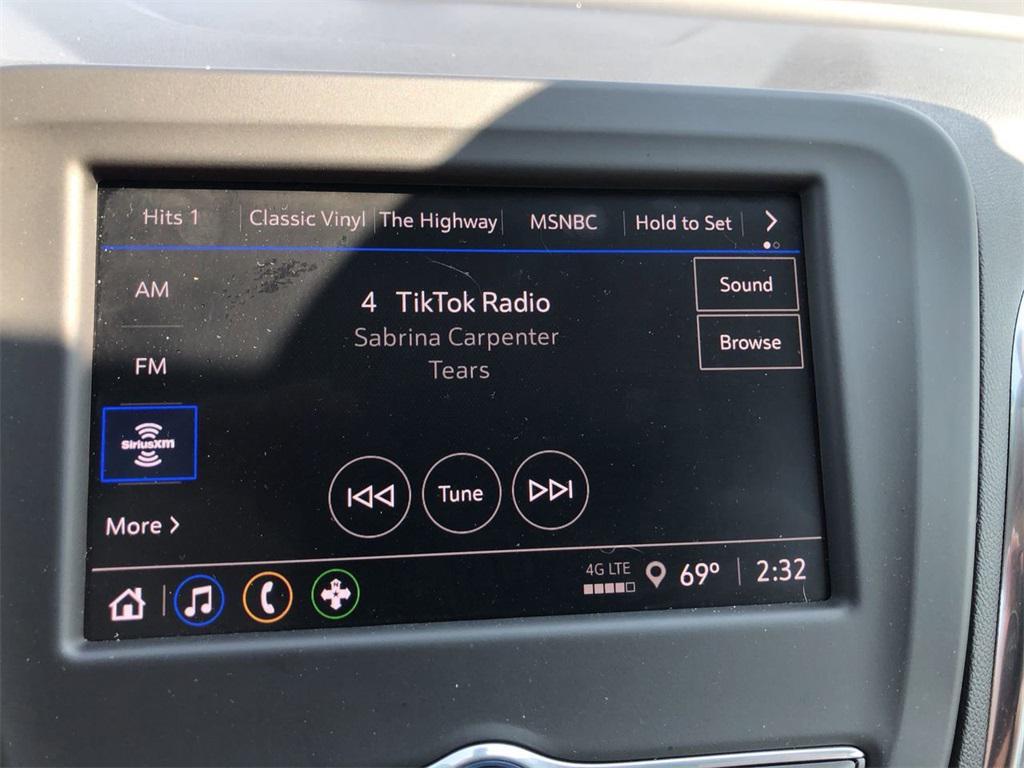 Hits 1 Classic Vinyl The Highway MSNBC Hold to Set
AM
FM
SiriusXM
More
4 TikTok Radio
Sabrina Carpenter
Tears
Sound
Browse
Tune
4G LTE
69° 2:32
N